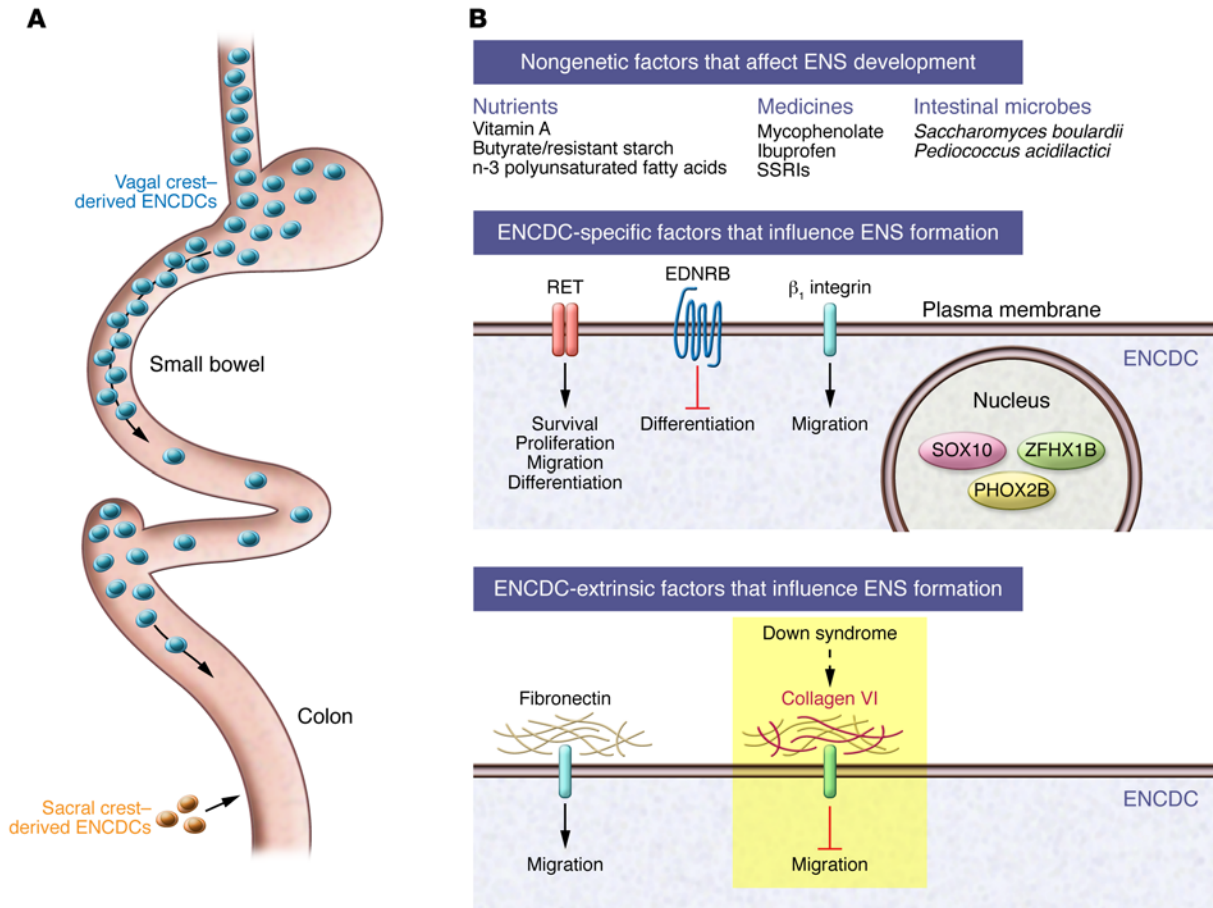 A
Vagal crest–
derived ENCDCs
Small bowel
Colon
Sacral crest–
derived ENCDCs
B
Nongenetic factors that affect ENS development
Nutrients
Vitamin A
Butyrate/resistant starch
n-3 polyunsaturated fatty acids
Medicines
Mycophenolate
Ibuprofen
SSRIs
Intestinal microbes
Saccharomyces boulardii
Pediococcus acidilactici
ENCDC-specific factors that influence ENS formation
RET
EDNRB
β₁ integrin
Plasma membrane
ENCDC
Survival
Proliferation
Migration
Differentiation
Differentiation
Migration
Nucleus
SOX10
ZFHX1B
PHOX2B
ENCDC-extrinsic factors that influence ENS formation
Down syndrome
Fibronectin
Collagen VI
ENCDC
Migration
Migration